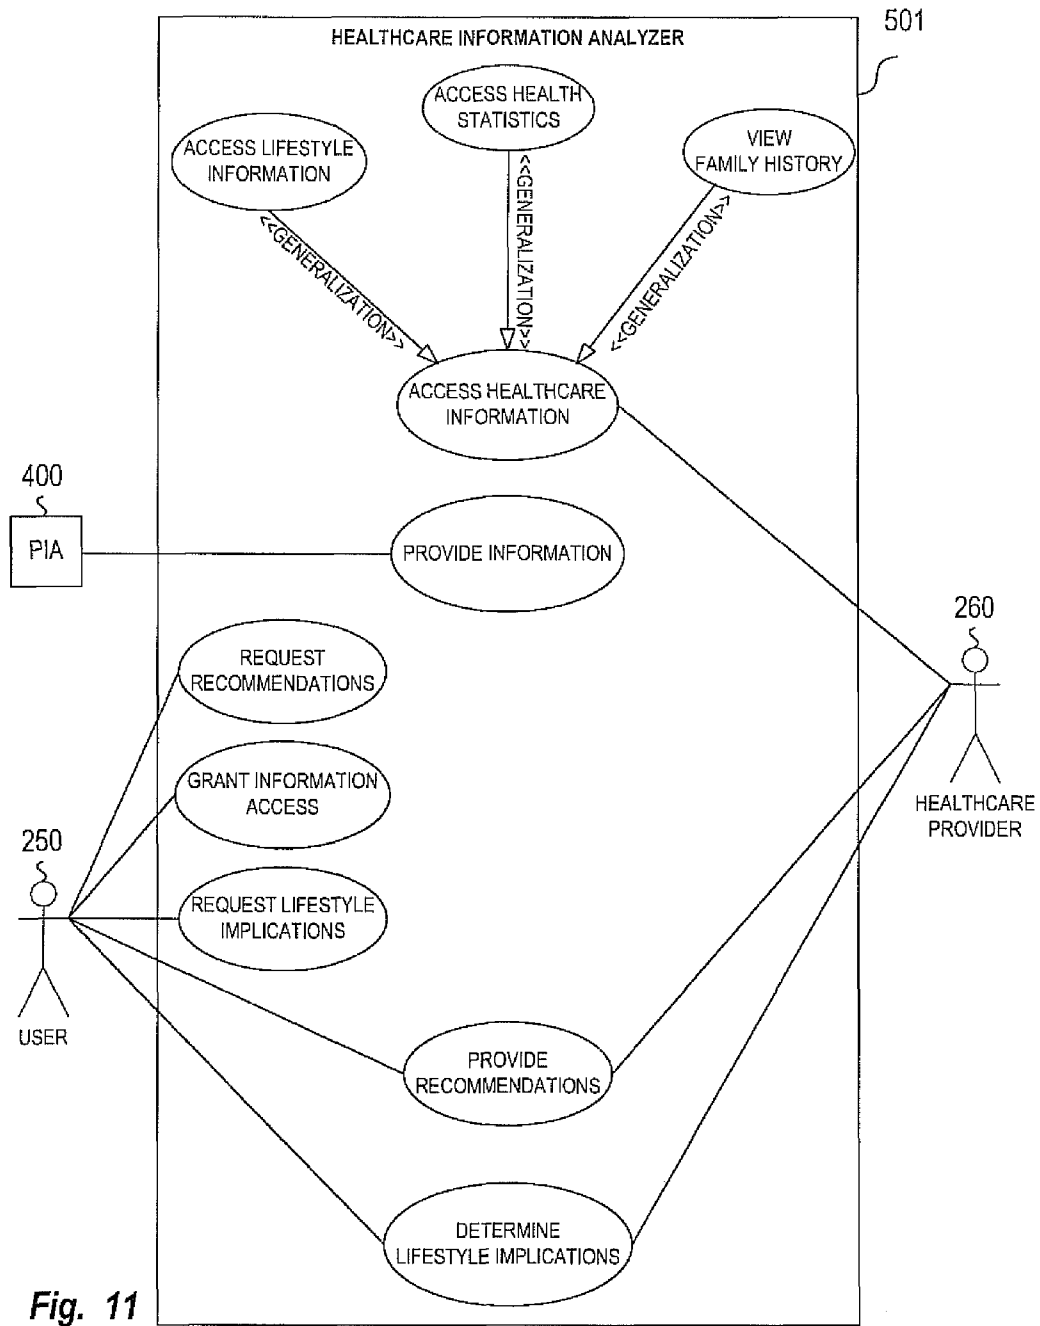 501
HEALTHCARE INFORMATION ANALYZER
ACCESS HEALTH
STATISTICS
ACCESS LIFESTYLE
INFORMATION
VIEW
FAMILY HISTORY
<<GENERALIZATION>>
<<GENERALIZATION>>
<<GENERALIZATION>>
ACCESS HEALTHCARE
INFORMATION
400
PIA
PROVIDE INFORMATION
260
REQUEST
RECOMMENDATIONS
GRANT INFORMATION
ACCESS
HEALTHCARE
PROVIDER
250
REQUEST LIFESTYLE
IMPLICATIONS
USER
PROVIDE
RECOMMENDATIONS
DETERMINE
LIFESTYLE IMPLICATIONS
Fig. 11